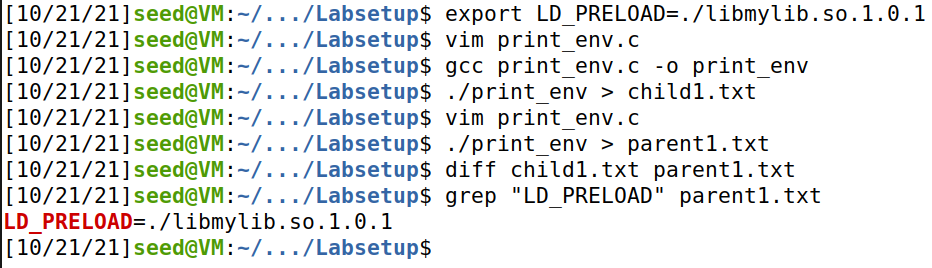 [10/21/21]seed@VM:~/.../Labsetup$ export LD_PRELOAD=./libmylib.so.1.0.1
[10/21/21]seed@VM:~/.../Labsetup$ vim print_env.c
[10/21/21]seed@VM:~/.../Labsetup$ gcc print_env.c -o print_env
[10/21/21]seed@VM:~/.../Labsetup$ ./print_env > child1.txt
[10/21/21]seed@VM:~/.../Labsetup$ vim print_env.c
[10/21/21]seed@VM:~/.../Labsetup$ ./print_env > parent1.txt
[10/21/21]seed@VM:~/.../Labsetup$ diff child1.txt parent1.txt
[10/21/21]seed@VM:~/.../Labsetup$ grep "LD_PRELOAD" parent1.txt
LD_PRELOAD=./libmylib.so.1.0.1
[10/21/21]seed@VM:~/.../Labsetup$